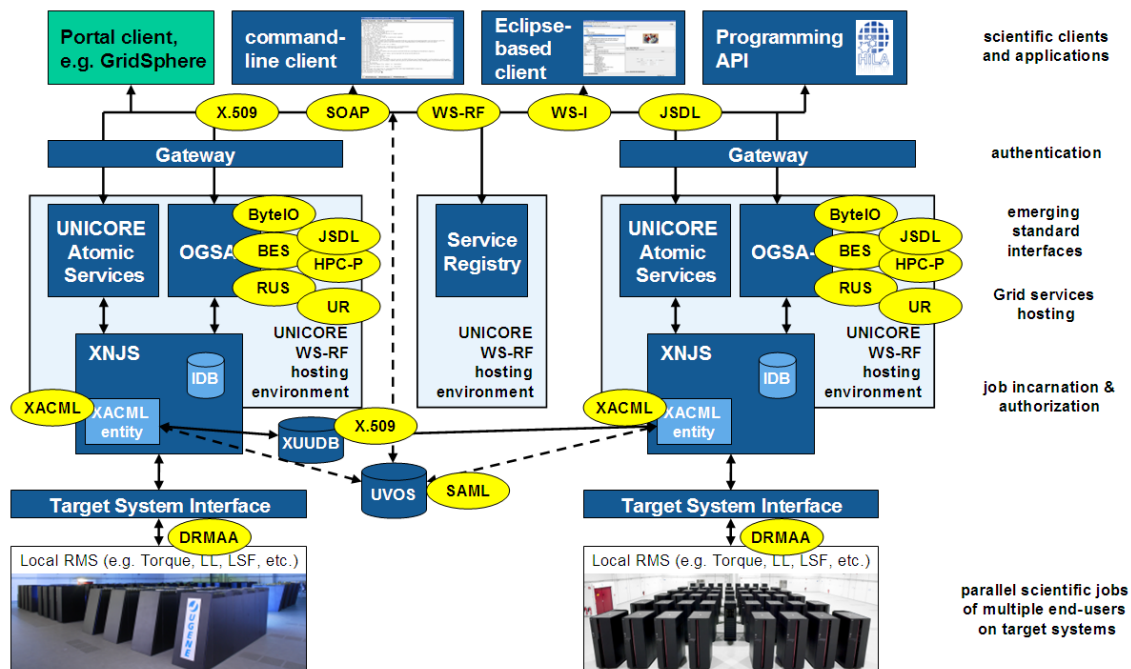 Portal client,
e.g. GridSphere
command-
line client
Eclipse-
based
client
Programming
API
HiLA
scientific clients
and applications
X.509
SOAP
WS-RF
WS-I
JSDL
Gateway
Gateway
authentication
UNICORE
Atomic
Services
OGSA
ByteIO
JSDL
BES
HPC-P
RUS
UR
Service
Registry
UNICORE
Atomic
Services
OGSA-
ByteIO
JSDL
BES
HPC-P
RUS
UR
emerging
standard
interfaces
Grid services
hosting
UNICORE
WS-RF
hosting
environment
UNICORE
WS-RF
hosting
environment
UNICORE
WS-RF
hosting
environment
XNJS
IDB
XACML
XACML
entity
XNJS
IDB
XACML
XACML
entity
job incarnation &
authorization
XUUDB
X.509
UVOS
SAML
Target System Interface
Target System Interface
DRMAA
DRMAA
Local RMS (e.g. Torque, LL, LSF, etc.)
Local RMS (e.g. Torque, LL, LSF, etc.)
JUGENE
parallel scientific jobs
of multiple end-users
on target systems